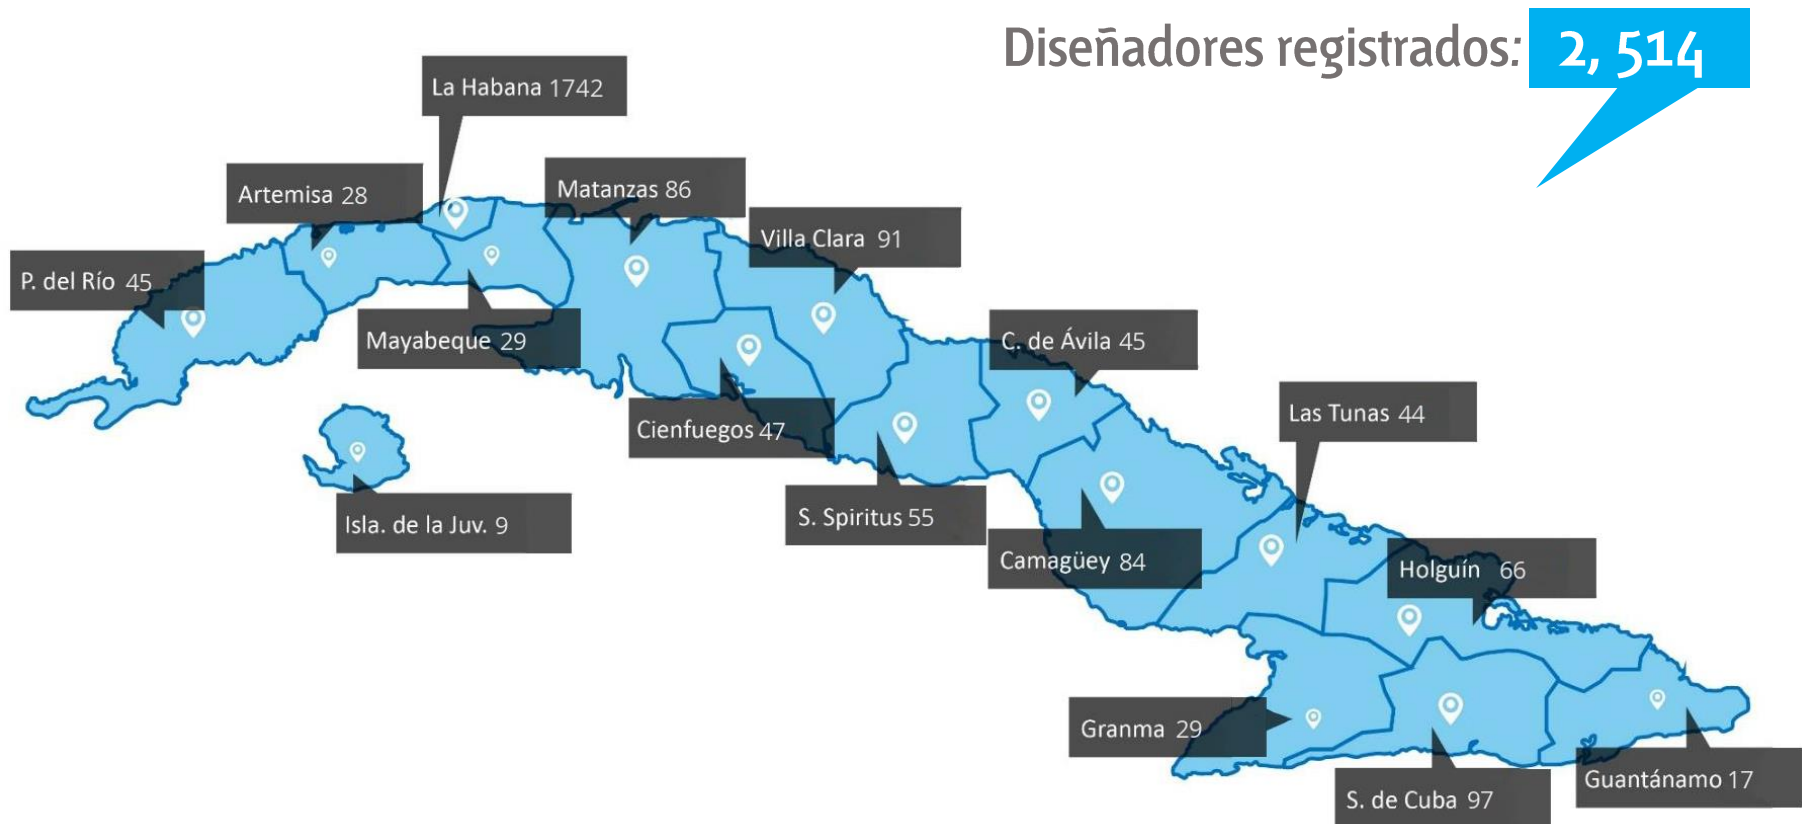 Diseñadores registrados: 2, 514
La Habana 1742
Artemisa 28
Matanzas 86
Villa Clara 91
P. del Río 45
Mayabeque 29
C. de Ávila 45
Cienfuegos 47
Las Tunas 44
Isla. de la Juv. 9
S. Spiritus 55
Camagüey 84
Holguín 66
Granma 29
Guantánamo 17
S. de Cuba 97